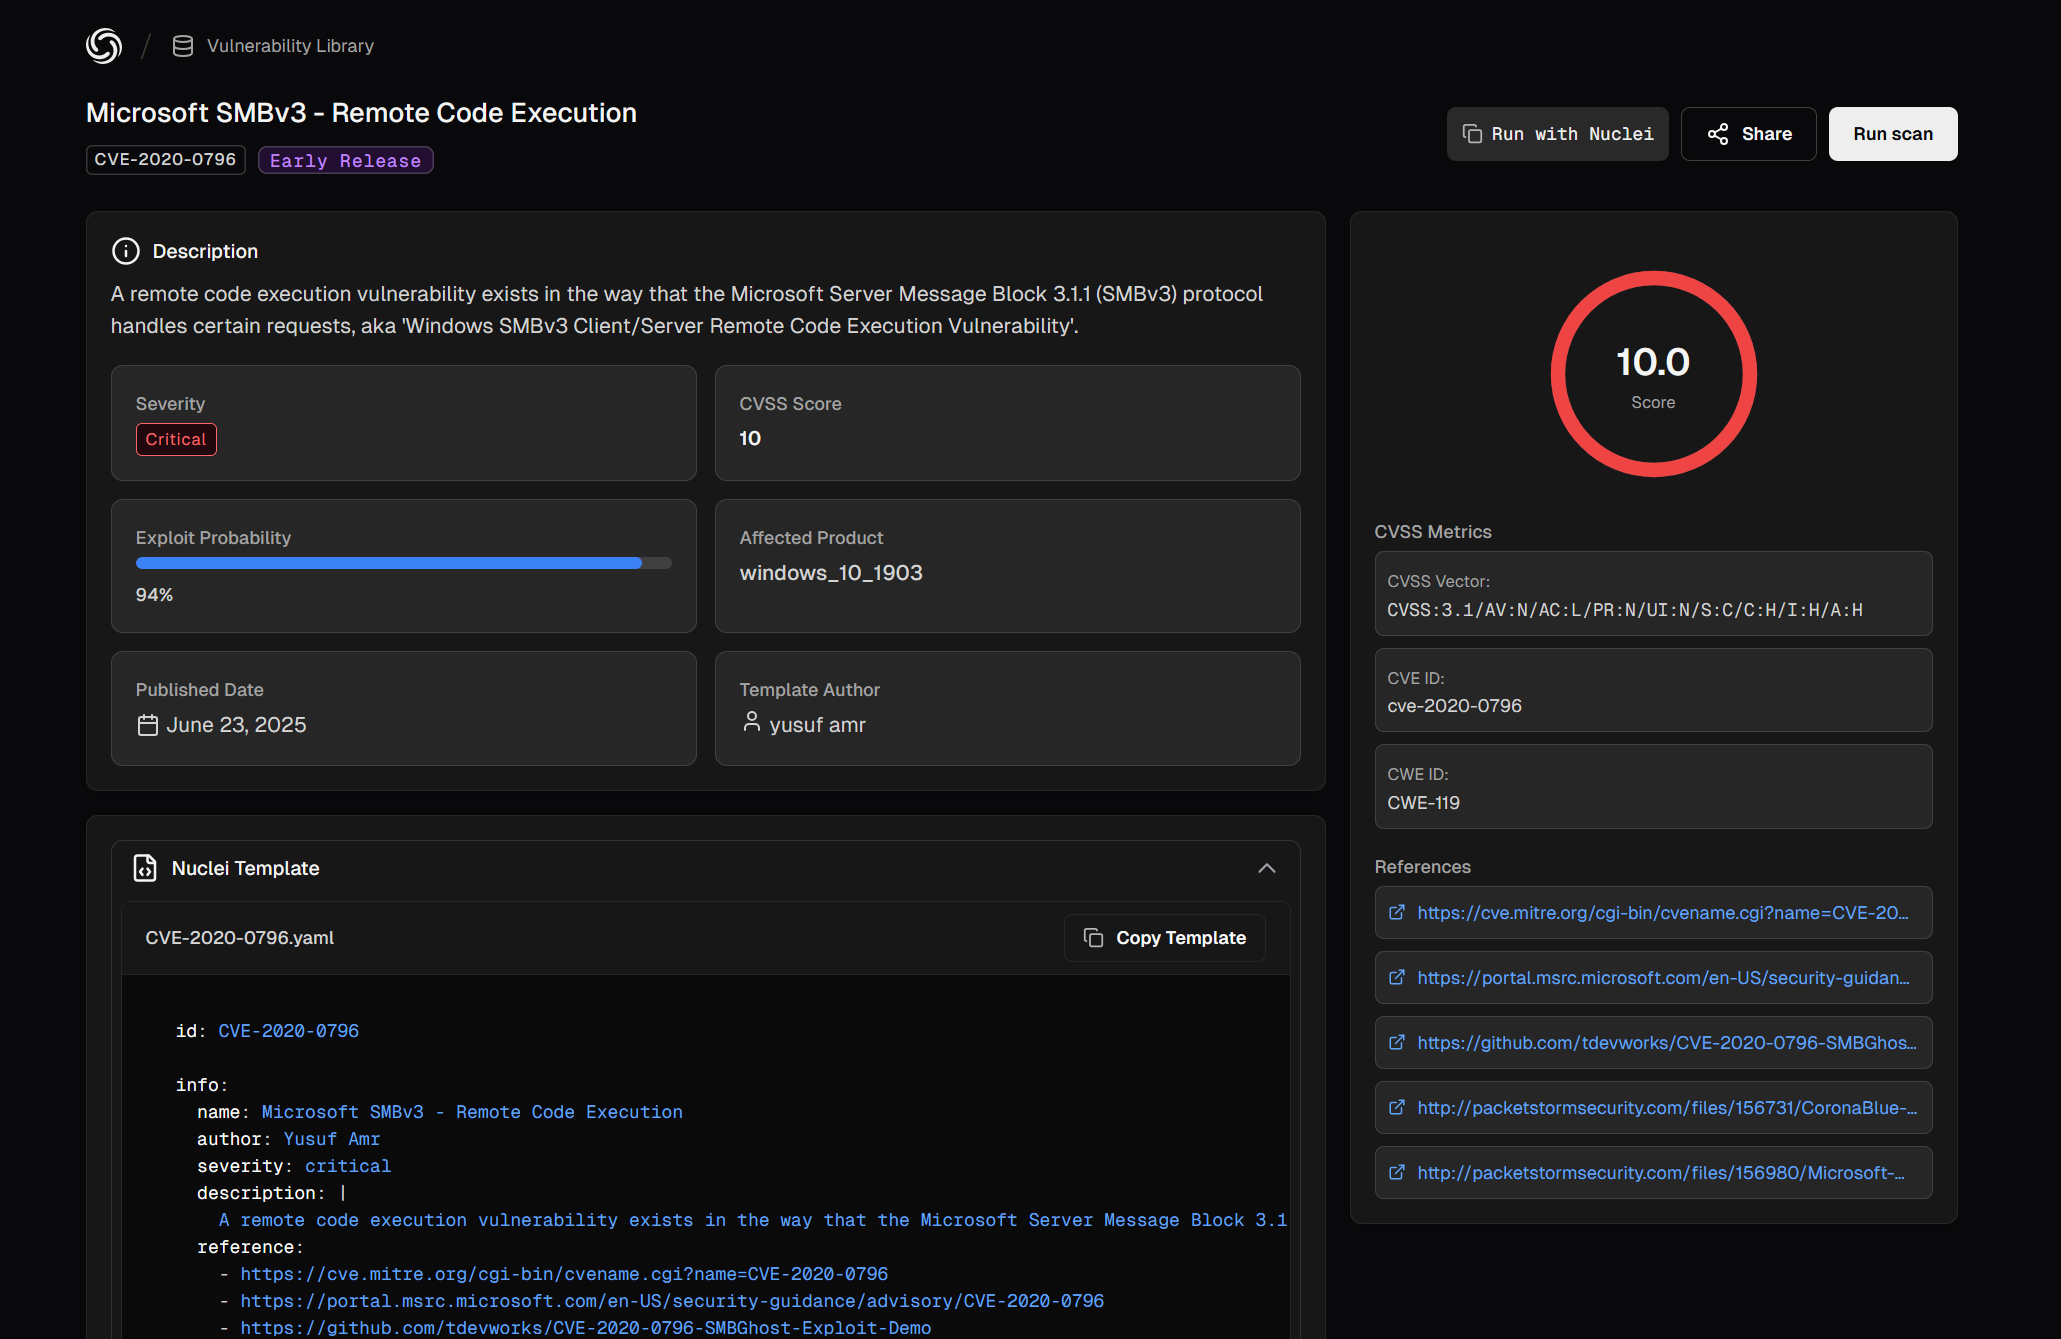 Vulnerability Library
Microsoft SMBv3 - Remote Code Execution
CVE-2020-0796
Early Release
Run with Nuclei
Share
Run scan
Description
A remote code execution vulnerability exists in the way that the Microsoft Server Message Block 3.1.1 (SMBv3) protocol
handles certain requests, aka 'Windows SMBv3 Client/Server Remote Code Execution Vulnerability'.
Severity
Critical
CVSS Score
10
Exploit Probability
94%
Affected Product
windows_10_1903
Published Date
June 23, 2025
Template Author
yusuf amr
Nuclei Template
CVE-2020-0796.yaml
Copy Template
id: CVE-2020-0796
info:
name: Microsoft SMBv3 - Remote Code Execution
author: Yusuf Amr
severity: critical
description: |
A remote code execution vulnerability exists in the way that the Microsoft Server Message Block 3.1
reference:
- https://cve.mitre.org/cgi-bin/cvename.cgi?name=CVE-2020-0796
- https://portal.msrc.microsoft.com/en-US/security-guidance/advisory/CVE-2020-0796
- https://github.com/tdevworks/CVE-2020-0796-SMBGhost-Exploit-Demo
10.0
Score
CVSS Metrics
CVSS Vector:
CVSS:3.1/AV:N/AC:L/PR:N/UI:N/S:C/C:H/I:H/A:H
CVE ID:
cve-2020-0796
CWE ID:
CWE-119
References
https://cve.mitre.org/cgi-bin/cvename.cgi?name=CVE-20...
https://portal.msrc.microsoft.com/en-US/security-guidan...
https://github.com/tdevworks/CVE-2020-0796-SMBGhos...
http://packetstormsecurity.com/files/156731/CoronaBlue-...
http://packetstormsecurity.com/files/156980/Microsoft-...